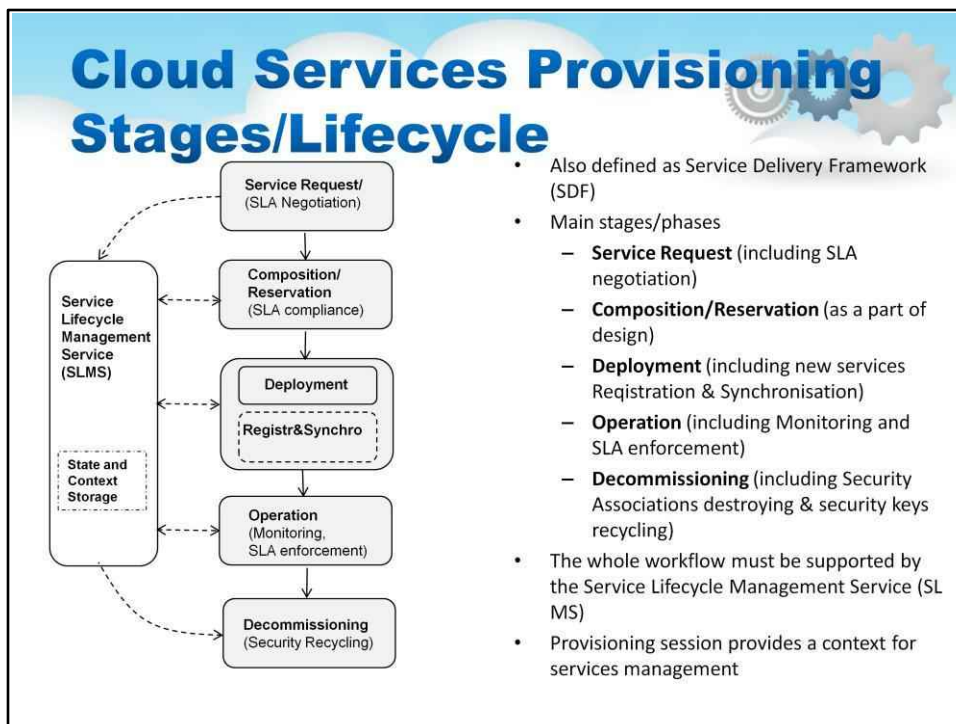 Cloud Services Provisioning
Stages/Lifecycle
Service Request/
(SLA Negotiation)
Composition/
Reservation
(SLA compliance)
Service
Lifecycle
Management
Service
(SLMS)
Deployment
Registr&Synchro
State and
Context
Storage
Operation
(Monitoring,
SLA enforcement)
Decommissioning
(Security Recycling)
• Also defined as Service Delivery Framework
(SDF)
• Main stages/phases
– Service Request (including SLA
negotiation)
– Composition/Reservation (as a part of
design)
– Deployment (including new services
Reqistration & Synchronisation)
– Operation (including Monitoring and
SLA enforcement)
– Decommissioning (including Security
Associations destroying & security keys
recycling)
• The whole workflow must be supported by
the Service Lifecycle Management Service (SL
MS)
• Provisioning session provides a context for
services management